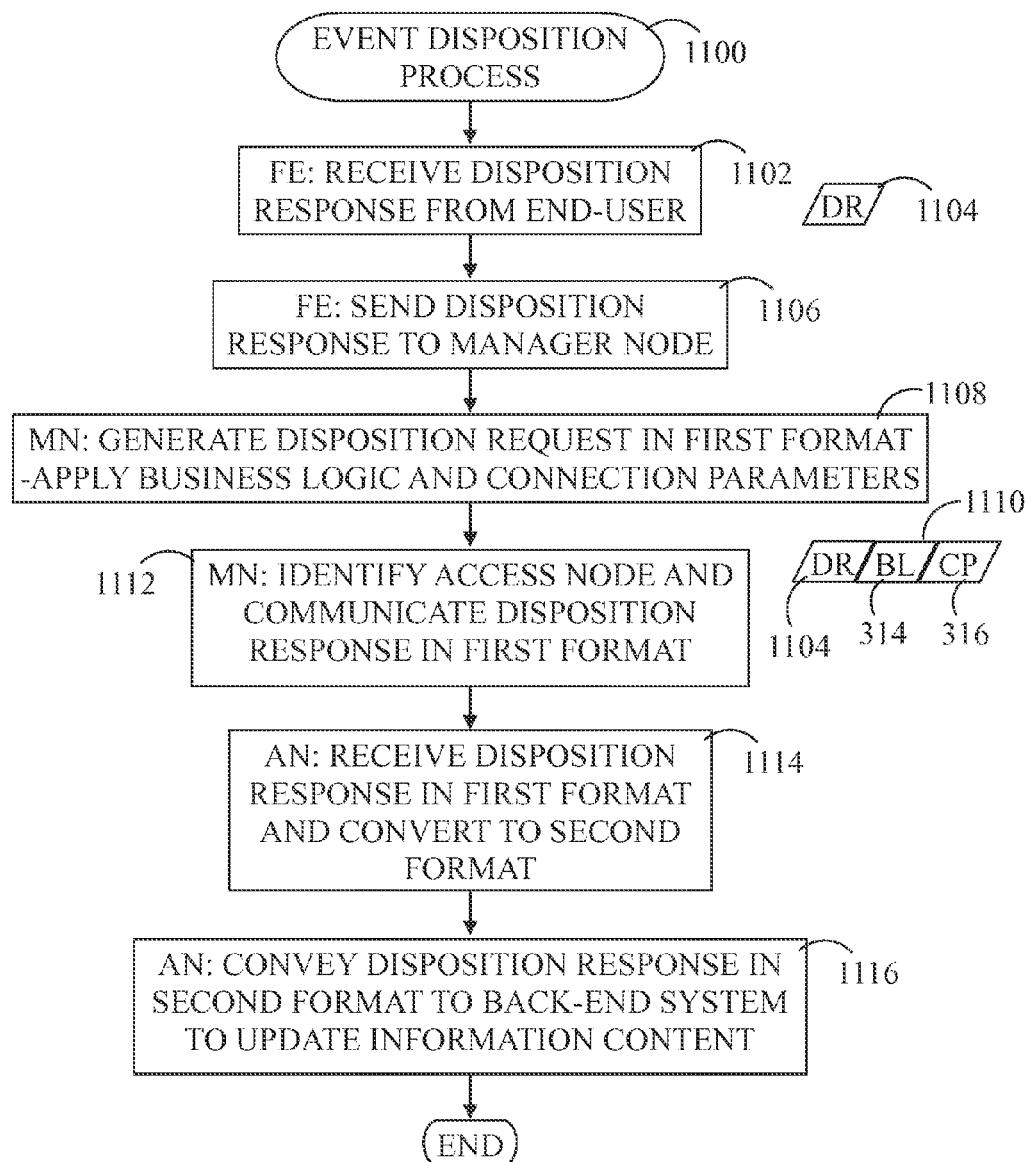 EVENT DISPOSITION
PROCESS
1100
FE: RECEIVE DISPOSITION
RESPONSE FROM END-USER
1102
DR
1104
FE: SEND DISPOSITION
RESPONSE TO MANAGER NODE
1106
1108
MN: GENERATE DISPOSITION REQUEST IN FIRST FORMAT
-APPLY BUSINESS LOGIC AND CONNECTION PARAMETERS
1110
1112
MN: IDENTIFY ACCESS NODE AND
COMMUNICATE DISPOSITION
RESPONSE IN FIRST FORMAT
DR BL CP
1104 314 316
AN: RECEIVE DISPOSITION
RESPONSE IN FIRST FORMAT
AND CONVERT TO SECOND
FORMAT
1114
AN: CONVEY DISPOSITION RESPONSE IN
SECOND FORMAT TO BACK-END SYSTEM
TO UPDATE INFORMATION CONTENT
1116
END